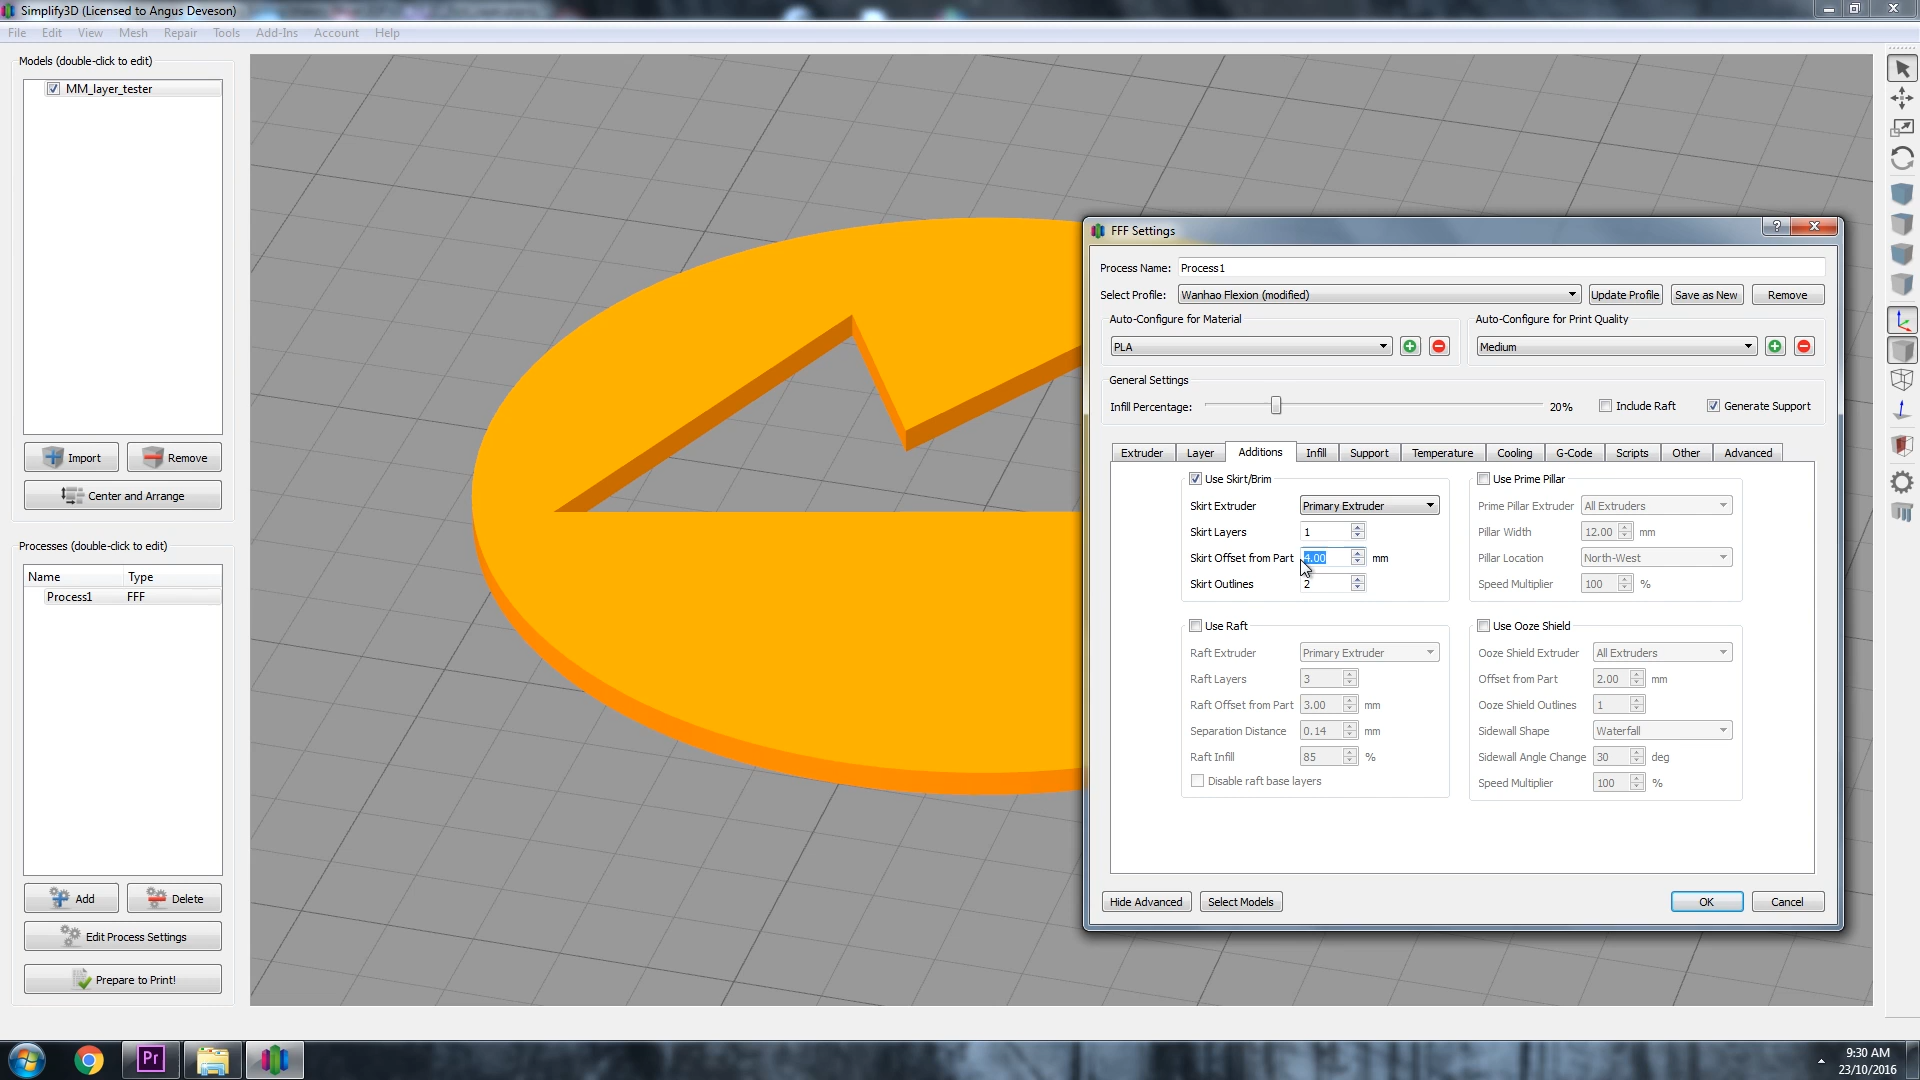 Simplify3D (Licensed to Angus Deveson)
File Edit View Mesh Repair Tools Add-Ins Account Help
Models (double-click to edit)
MM_layer_tester
Import Remove
Center and Arrange
Processes (double-click to edit)
Name Type
Process1 FFF
Add Delete
Edit Process Settings
Prepare to Print!
FFF Settings
Process Name: Process1
Select Profile: Wanhao Flexion (modified) Update Profile Save as New Remove
Auto-Configure for Material Auto-Configure for Print Quality
PLA Medium
General Settings
Infill Percentage: 20% Include Raft Generate Support
Extruder Layer Additions Infill Support Temperature Cooling G-Code Scripts Other Advanced
Use Skirt/Brim
Skirt Extruder Primary Extruder
Skirt Layers 1
Skirt Offset from Part 4.00 mm
Skirt Outlines 2
Use Prime Pillar
Prime Pillar Extruder All Extruders
Pillar Width 12.00 mm
Pillar Location North-West
Speed Multiplier 100 %
Use Raft
Raft Extruder Primary Extruder
Raft Layers 3
Raft Offset from Part 3.00 mm
Separation Distance 0.14 mm
Raft Infill 85 %
Disable raft base layers
Use Ooze Shield
Ooze Shield Extruder All Extruders
Offset from Part 2.00 mm
Ooze Shield Outlines 1
Sidewall Shape Waterfall
Sidewall Angle Change 30 deg
Speed Multiplier 100 %
Hide Advanced Select Models OK Cancel
Pr
9:30 AM
23/10/2016